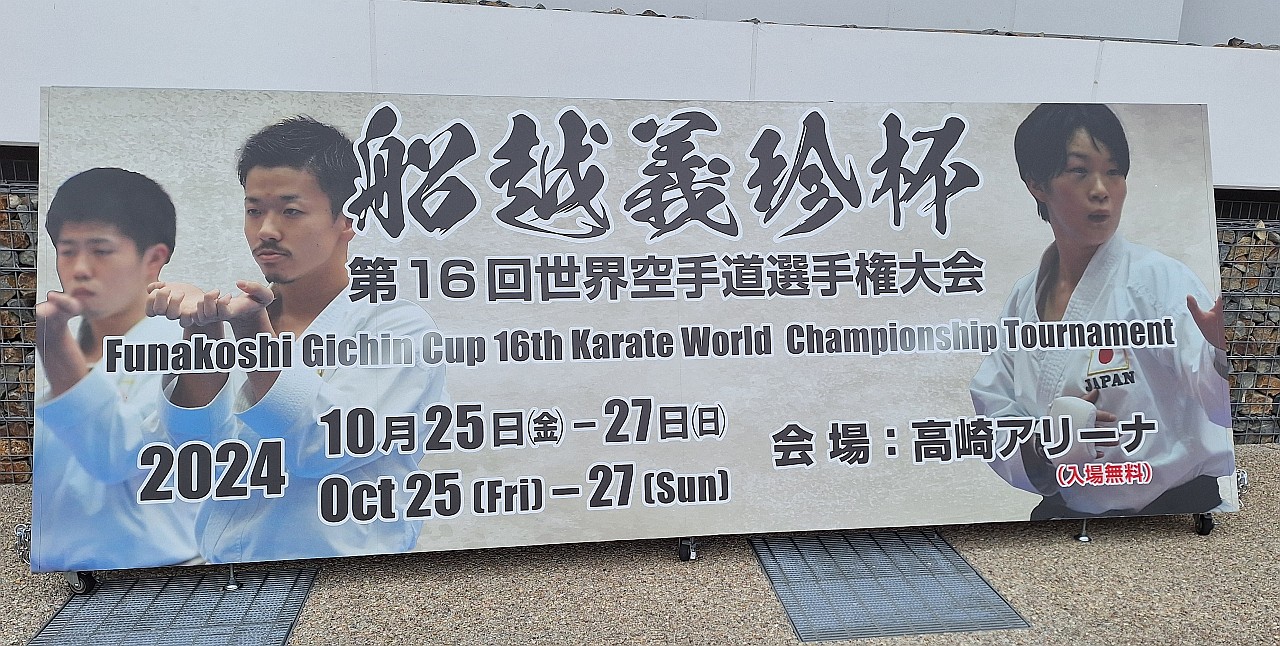 船越義珍杯
第16回世界空手道選手権大会
Funakoshi Gichin Cup 16th Karate World Championship Tournament
2024
10月25日㈮－27日㈰
Oct 25 (Fri)－27 (Sun)
会場：高崎アリーナ
(入場無料)
JAPAN